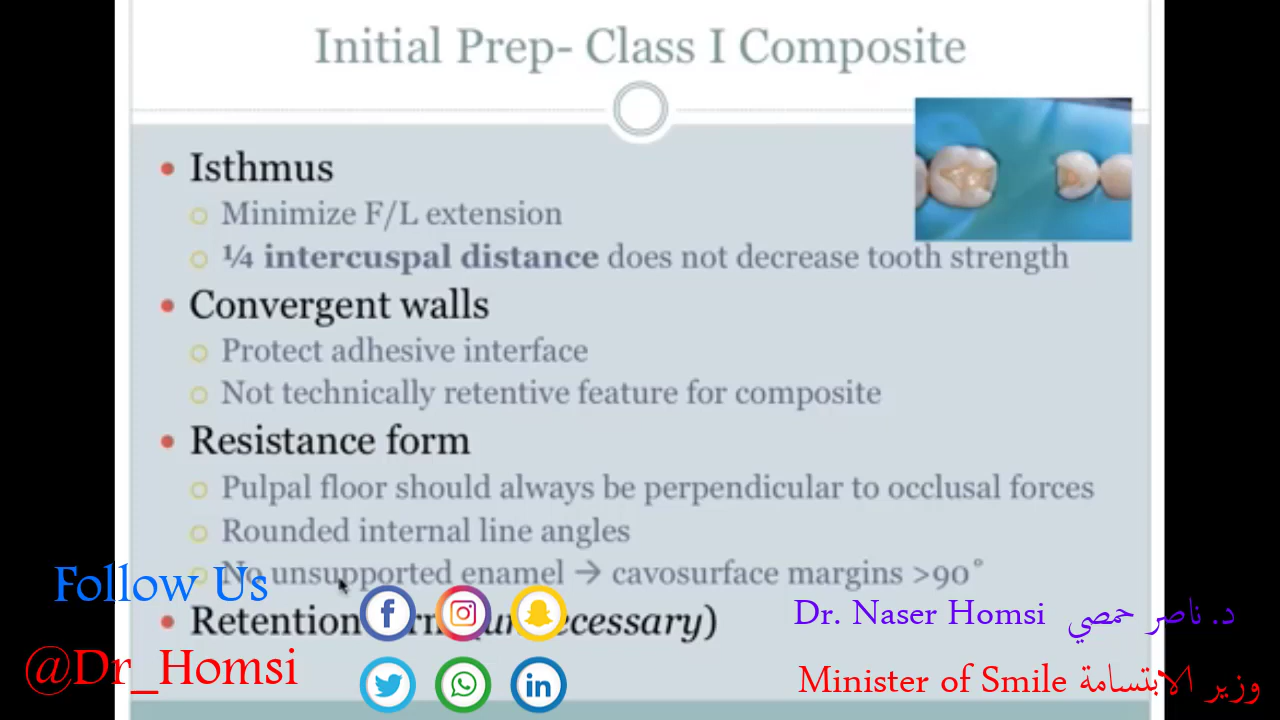 Initial Prep- Class I Composite
Isthmus
Minimize F/L extension
¼ intercuspal distance does not decrease tooth strength
Convergent walls
Protect adhesive interface
Not technically retentive feature for composite
Resistance form
Pulpal floor should always be perpendicular to occlusal forces
Rounded internal line angles
No unsupported enamel → cavosurface margins >90˚
Retention
Follow Us
@Dr_Homsi
Dr. Naser Homsi د. ناصر حمصي
Minister of Smile وزير الابتسامة